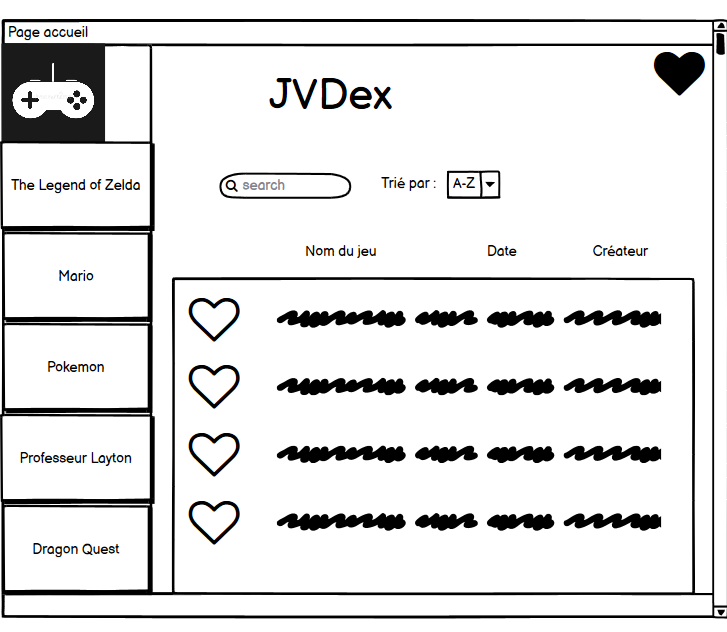 Page accueil
JVDex
search
Trié par :
A-Z
Nom du jeu Date Créateur
The Legend of Zelda
Mario
Pokemon
Professeur Layton
Dragon Quest